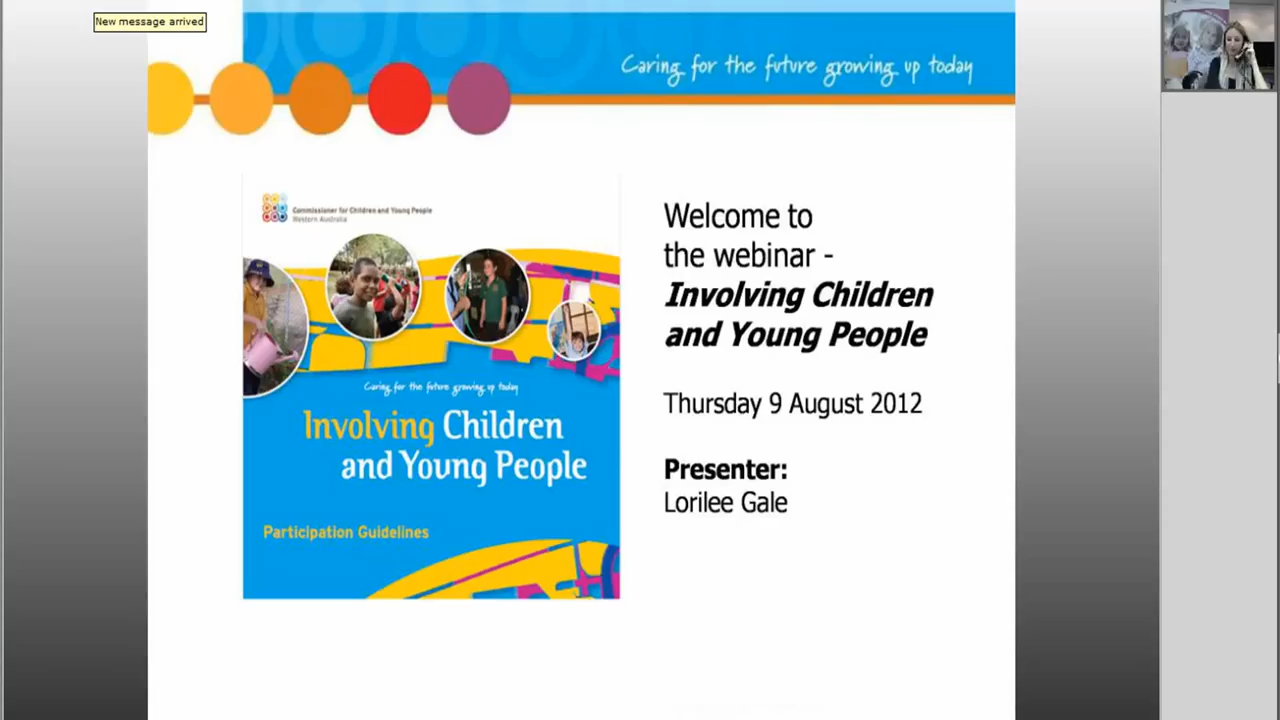 New message arrived
Caring for the future growing up today
Commissioner for Children and Young People
Western Australia
Caring for the future growing up today
Involving Children
and Young People
Participation Guidelines
Welcome to
the webinar -
Involving Children
and Young People
Thursday 9 August 2012
Presenter:
Lorilee Gale